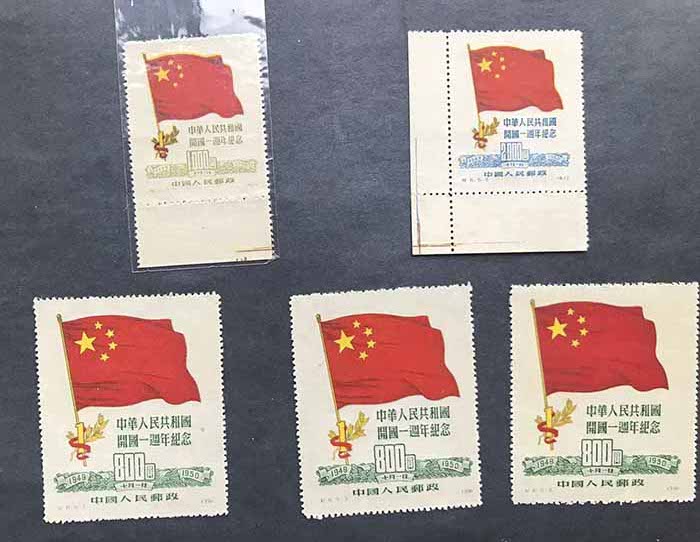 中華人民共和國
開國一週年紀念
中國人民郵政
中華人民共和國
開國一週年紀念
2000圓
中國人民郵政
中華人民共和國
開國一週年紀念
1949 800圓 1950
十月一日
中國人民郵政
中華人民共和國
開國一週年紀念
1949 800圓 1950
十月一日
中國人民郵政
中華人民共和國
開國一週年紀念
1949 800圓 1950
十月一日
中國人民郵政